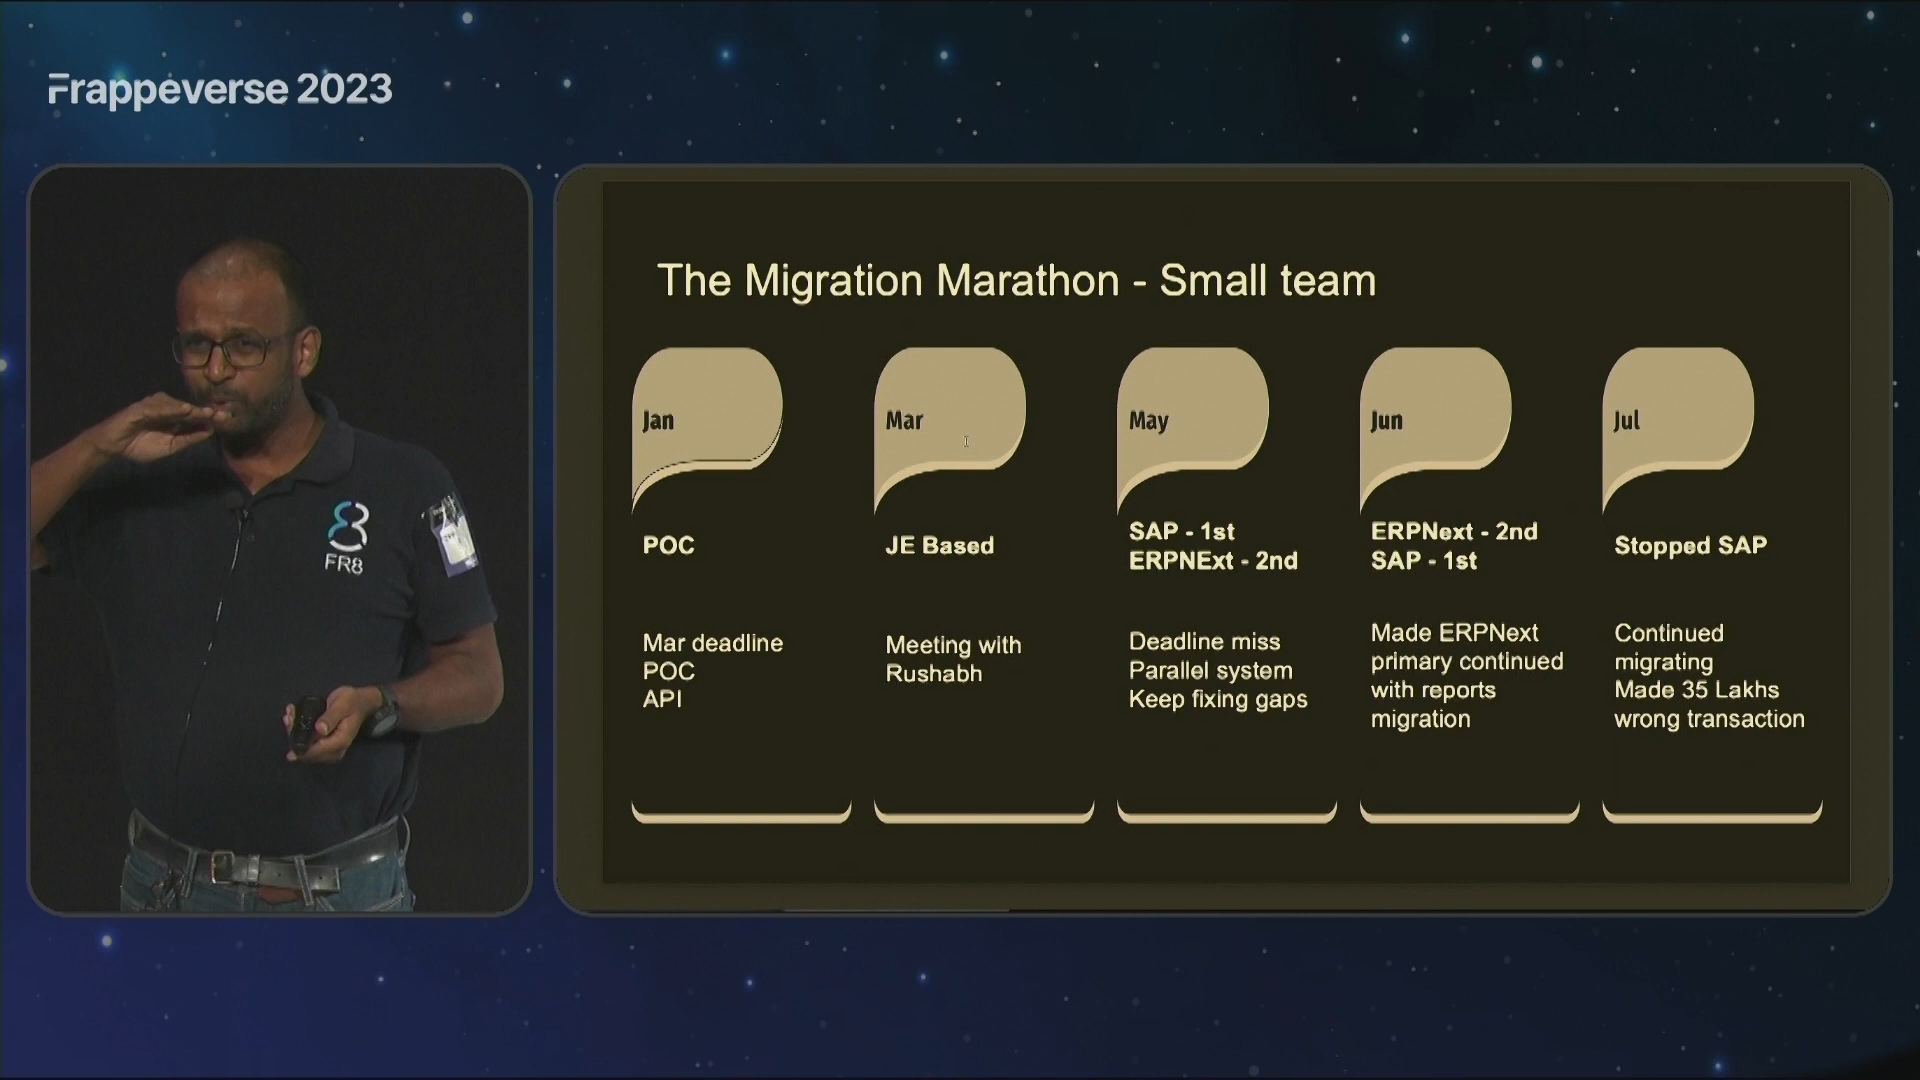 Frappeverse 2023
FR8
The Migration Marathon - Small team
Jan
POC
Mar deadline
POC
API
Mar
JE Based
Meeting with
Rushabh
May
SAP - 1st
ERPNExt - 2nd
Deadline miss
Parallel system
Keep fixing gaps
Jun
ERPNext - 2nd
SAP - 1st
Made ERPNext
primary continued
with reports
migration
Jul
Stopped SAP
Continued
migrating
Made 35 Lakhs
wrong transaction